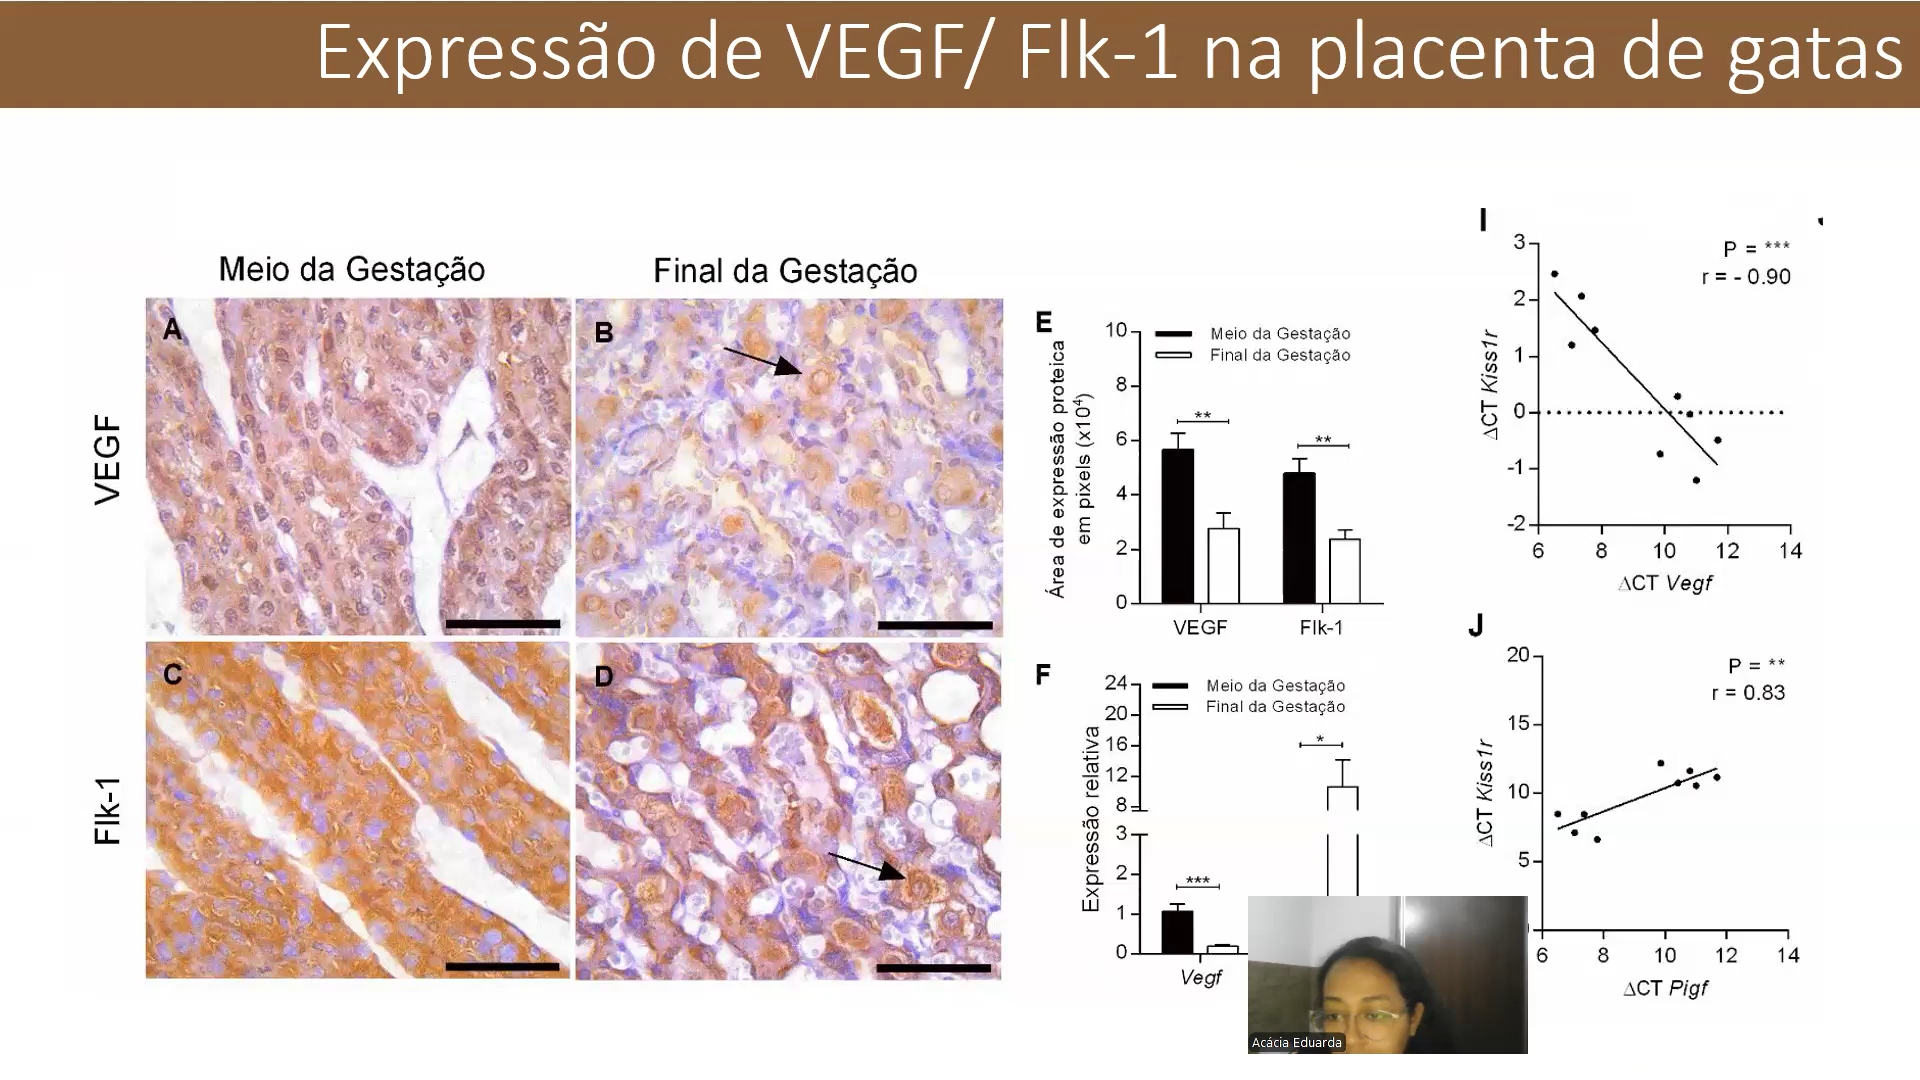 Expressão de VEGF/ Flk-1 na placenta de gatas
Meio da Gestação
Final da Gestação
VEGF
Flk-1
A
B
C
D
E
Área de expressão proteica
em pixels (x10⁴)
10
8
6
4
2
0
Meio da Gestação
Final da Gestação
**
**
VEGF
Flk-1
F
Expressão relativa
24
20
16
12
8
3
2
1
0
Meio da Gestação
Final da Gestação
***
*
Vegf
I
P = ***
r = - 0.90
ΔCT Kiss1r
3
2
1
0
-1
-2
6 8 10 12 14
ΔCT Vegf
J
P = **
r = 0.83
ΔCT Kiss1r
20
15
10
5
6 8 10 12 14
ΔCT Pigf
Acácia Eduarda